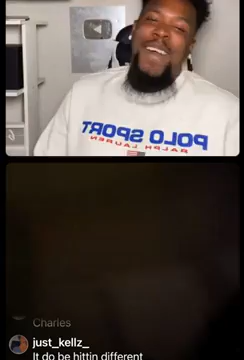 POLO SPORT
RALPH LAUREN
Charles
just_kellz_
It do be hittin different